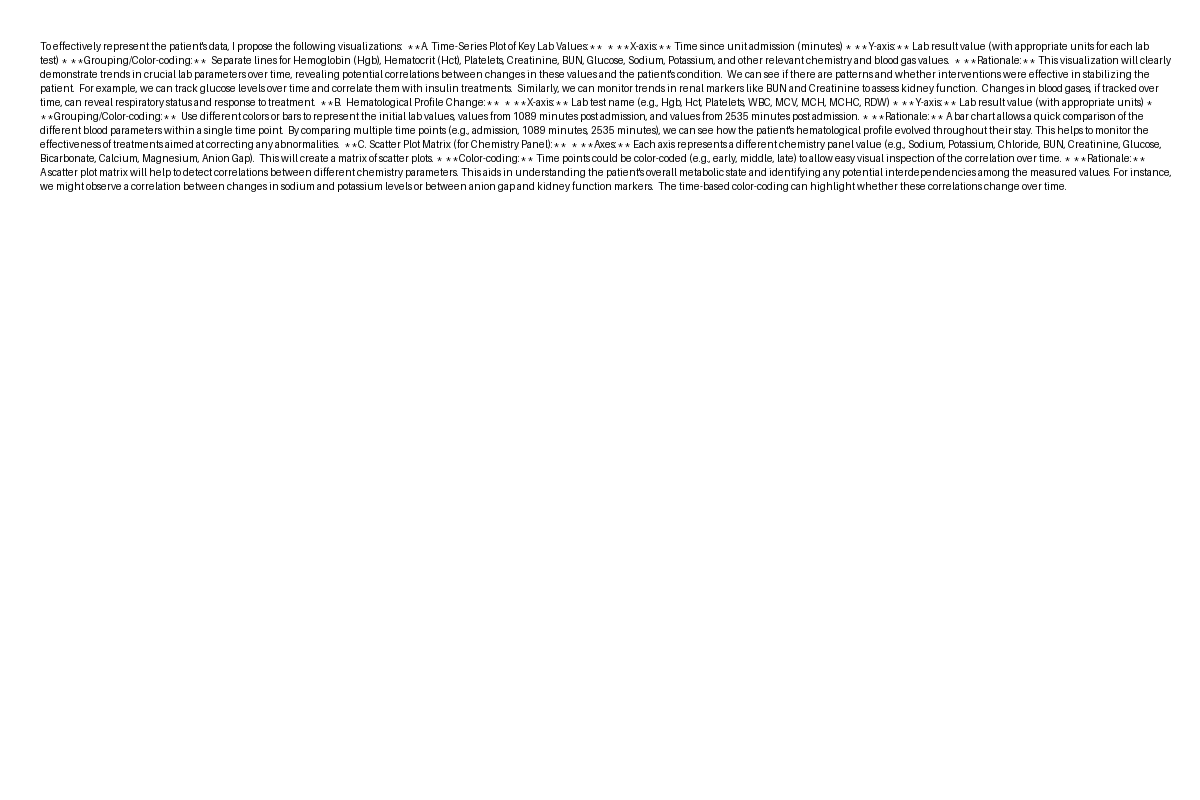 To effectively represent the patient's data, I propose the following visualizations: **A. Time-Series Plot of Key Lab Values:** * **X-axis:** Time since unit admission (minutes) * **Y-axis:** Lab result value (with appropriate units for each lab
test) * **Grouping/Color-coding:** Separate lines for Hemoglobin (Hgb), Hematocrit (Hct), Platelets, Creatinine, BUN, Glucose, Sodium, Potassium, and other relevant chemistry and blood gas values. * **Rationale:** This visualization will clearly
demonstrate trends in crucial lab parameters over time, revealing potential correlations between changes in these values and the patient's condition. We can see if there are patterns and whether interventions were effective in stabilizing the
patient. For example, we can track glucose levels over time and correlate them with insulin treatments. Similarly, we can monitor trends in renal markers like BUN and Creatinine to assess kidney function. Changes in blood gases, if tracked over
time, can reveal respiratory status and response to treatment. **B. Hematological Profile Change:** * **X-axis:** Lab test name (e.g., Hgb, Hct, Platelets, WBC, MCV, MCH, MCHC, RDW) * **Y-axis:** Lab result value (with appropriate units) *
**Grouping/Color-coding:** Use different colors or bars to represent the initial lab values, values from 1089 minutes post admission, and values from 2535 minutes post admission. * **Rationale:** A bar chart allows a quick comparison of the
different blood parameters within a single time point. By comparing multiple time points (e.g., admission, 1089 minutes, 2535 minutes), we can see how the patient's hematological profile evolved throughout their stay. This helps to monitor the
effectiveness of treatments aimed at correcting any abnormalities. **C. Scatter Plot Matrix (for Chemistry Panel):** * **Axes:** Each axis represents a different chemistry panel value (e.g., Sodium, Potassium, Chloride, BUN, Creatinine, Glucose,
Bicarbonate, Calcium, Magnesium, Anion Gap). This will create a matrix of scatter plots. * **Color-coding:** Time points could be color-coded (e.g., early, middle, late) to allow easy visual inspection of the correlation over time. * **Rationale:**
A scatter plot matrix will help to detect correlations between different chemistry parameters. This aids in understanding the patient's overall metabolic state and identifying any potential interdependencies among the measured values. For instance,
we might observe a correlation between changes in sodium and potassium levels or between anion gap and kidney function markers. The time-based color-coding can highlight whether these correlations change over time.